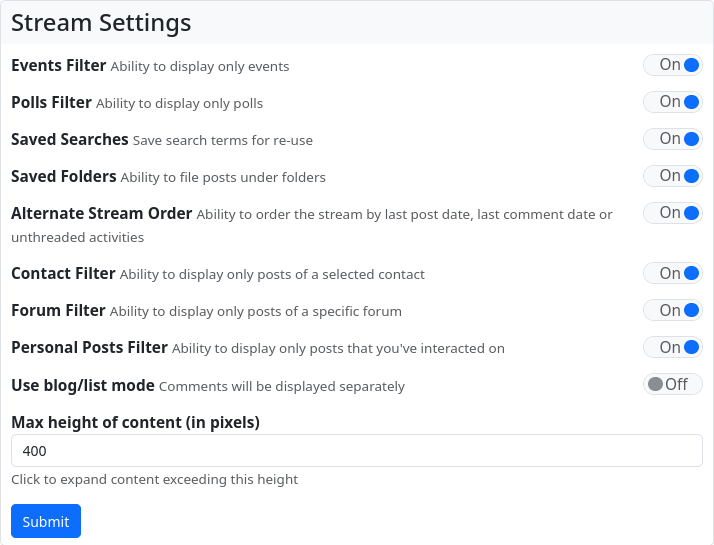 Stream Settings
Events Filter Ability to display only events On
Polls Filter Ability to display only polls On
Saved Searches Save search terms for re-use On
Saved Folders Ability to file posts under folders On
Alternate Stream Order Ability to order the stream by last post date, last comment date or On
unthreaded activities
Contact Filter Ability to display only posts of a selected contact On
Forum Filter Ability to display only posts of a specific forum On
Personal Posts Filter Ability to display only posts that you've interacted on On
Use blog/list mode Comments will be displayed separately Off
Max height of content (in pixels)
400
Click to expand content exceeding this height
Submit